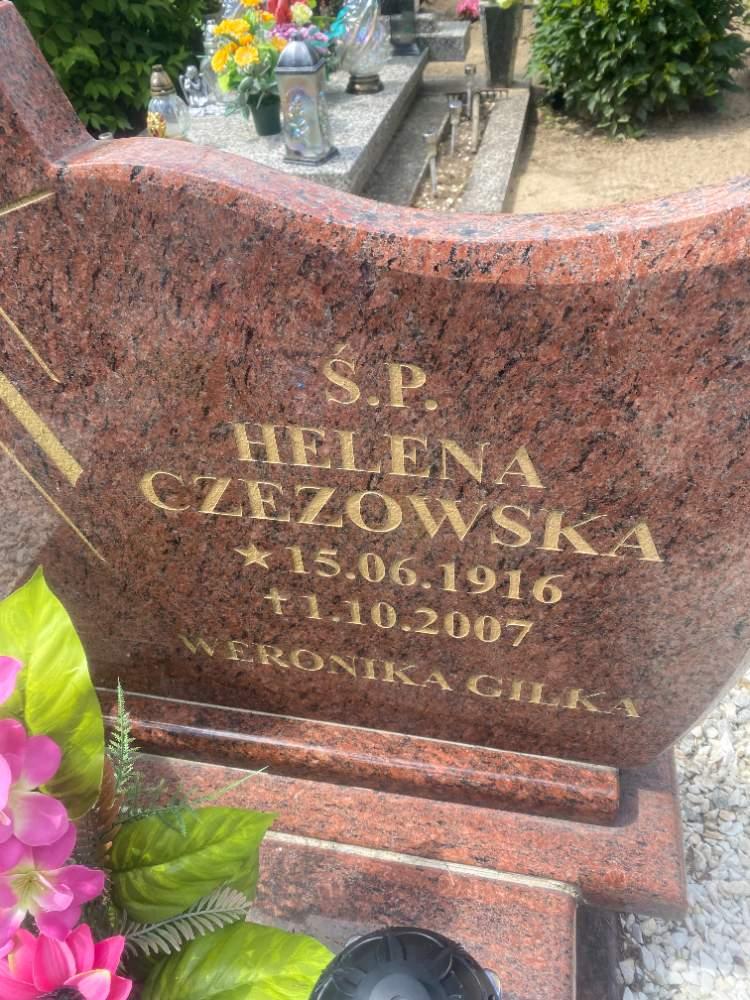 Ś.P.
HELENA
CZEZOWSKA
★ 15.06.1916
✝ 1.10.2007
WERONIKA GILKA